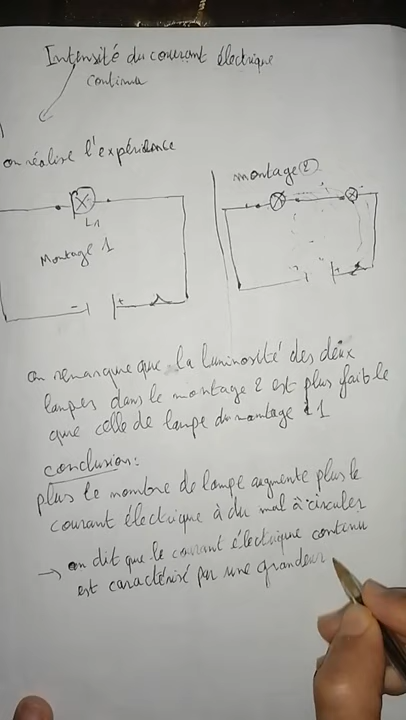 Intensité du courant électrique
continu
on réalise l'expérience
montage(2)
L1
Montage 1
- +
- +
on remarque que la luminosité des deux
lampes dans le montage 2 est plus faible
que celle de lampe du montage 1
conclusion:
plus le nombre de lampe augmente plus le
courant électrique à du mal à circuler
→ on dit que le courant électrique continu
est caractérisé par une grandeur